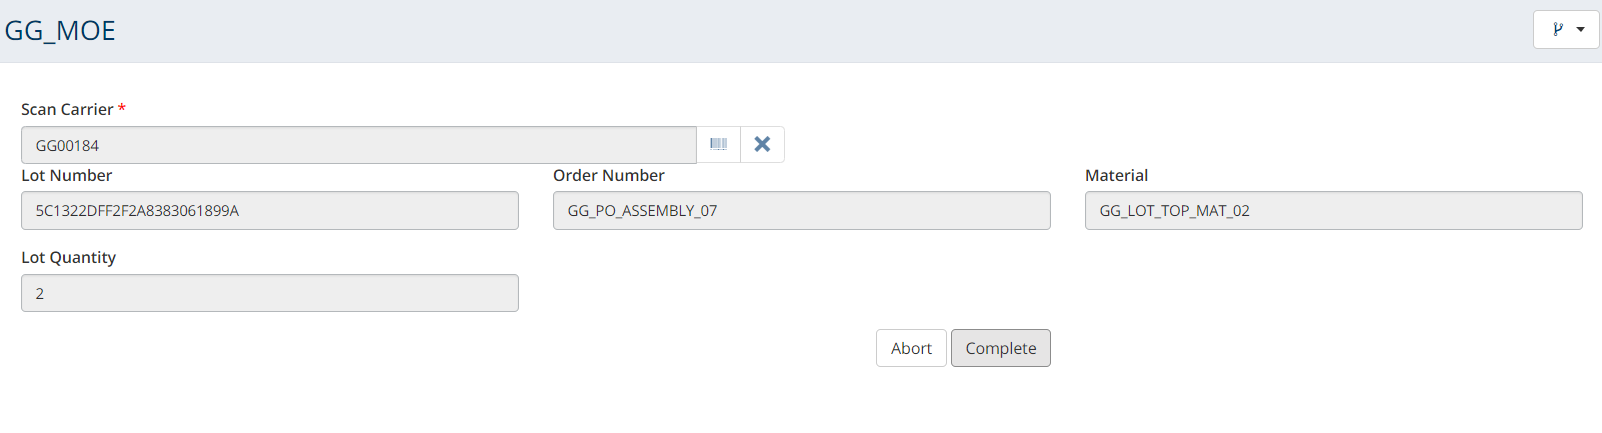 GG_MOE
Scan Carrier *
GG00184
Lot Number
Order Number
Material
5C1322DFF2F2A8383061899A
GG_PO_ASSEMBLY_07
GG_LOT_TOP_MAT_02
Lot Quantity
2
Abort
Complete